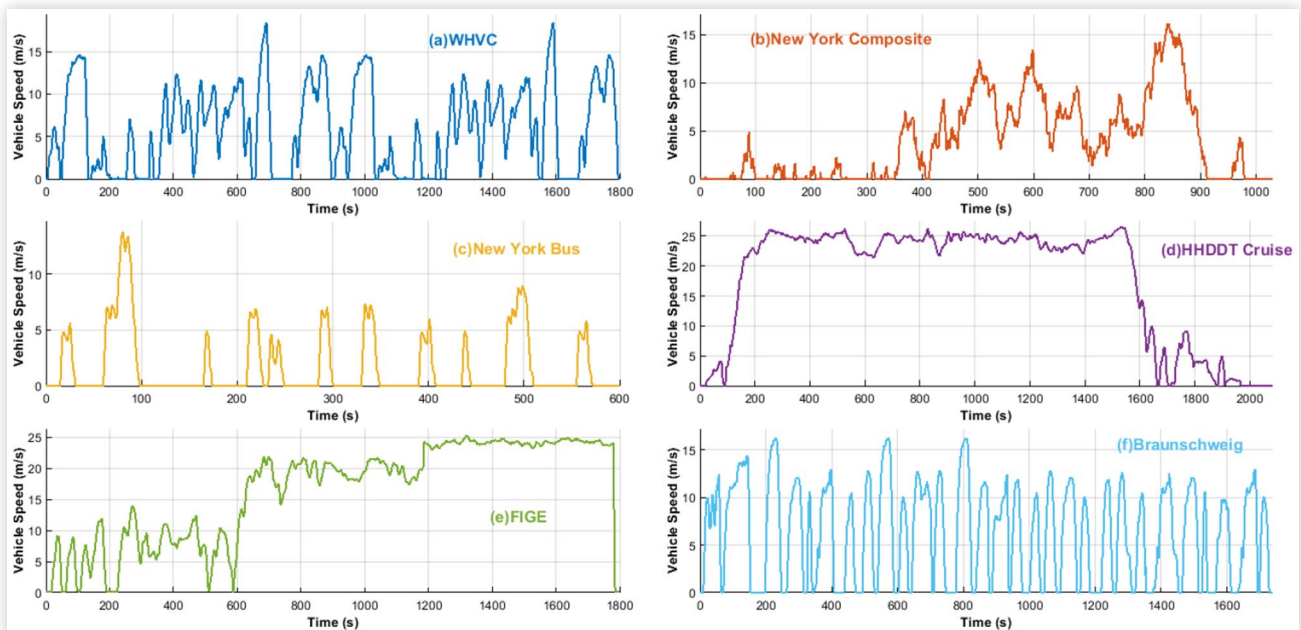 (a)WHVC
Vehicle Speed (m/s)
15
10
5
0
0 200 400 600 800 1000 1200 1400 1600 1800
Time (s)
(b)New York Composite
Vehicle Speed (m/s)
15
10
5
0
0 100 200 300 400 500 600 700 800 900 1000
Time (s)
(c)New York Bus
Vehicle Speed (m/s)
10
5
0
0 100 200 300 400 500 600
Time (s)
(d)HHDDT Cruise
Vehicle Speed (m/s)
25
20
15
10
5
0
0 200 400 600 800 1000 1200 1400 1600 1800 2000
Time (s)
(e)FIGE
Vehicle Speed (m/s)
25
20
15
10
5
0
0 200 400 600 800 1000 1200 1400 1600 1800
Time (s)
(f)Braunschweig
Vehicle Speed (m/s)
15
10
5
0
0 200 400 600 800 1000 1200 1400 1600
Time (s)